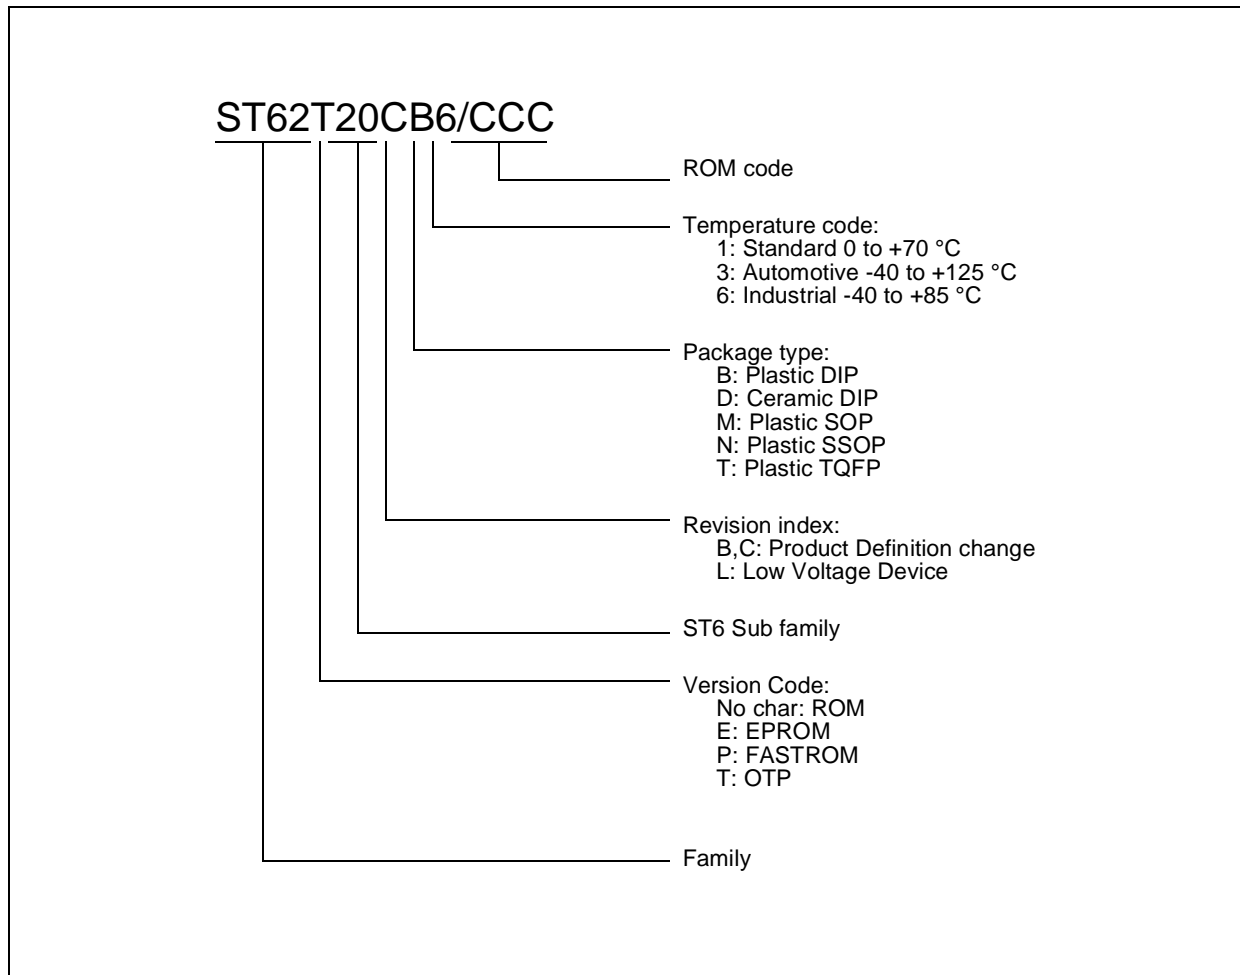 ST62T20CB6/CCC
ROM code
Temperature code:
1: Standard 0 to +70 °C
3: Automotive -40 to +125 °C
6: Industrial -40 to +85 °C
Package type:
B: Plastic DIP
D: Ceramic DIP
M: Plastic SOP
N: Plastic SSOP
T: Plastic TQFP
Revision index:
B,C: Product Definition change
L: Low Voltage Device
ST6 Sub family
Version Code:
No char: ROM
E: EPROM
P: FASTROM
T: OTP
Family